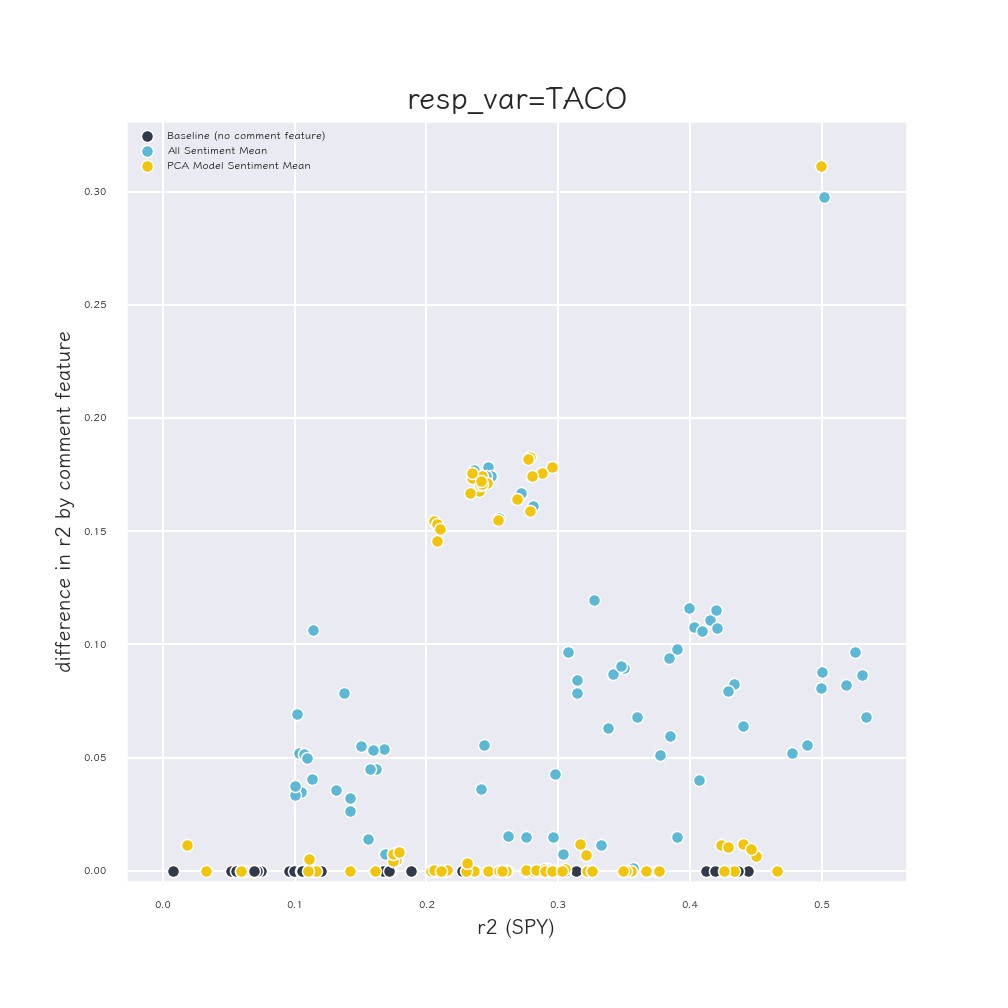 resp_var=TACO
Baseline (no comment feature)
All Sentiment Mean
PCA Model Sentiment Mean
difference in r2 by comment feature
0.30
0.25
0.20
0.15
0.10
0.05
0.00
0.0 0.1 0.2 0.3 0.4 0.5
r2 (SPY)